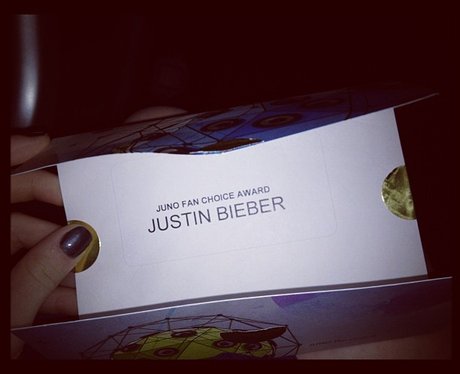 JUNO FAN CHOICE AWARD
JUSTIN BIEBER